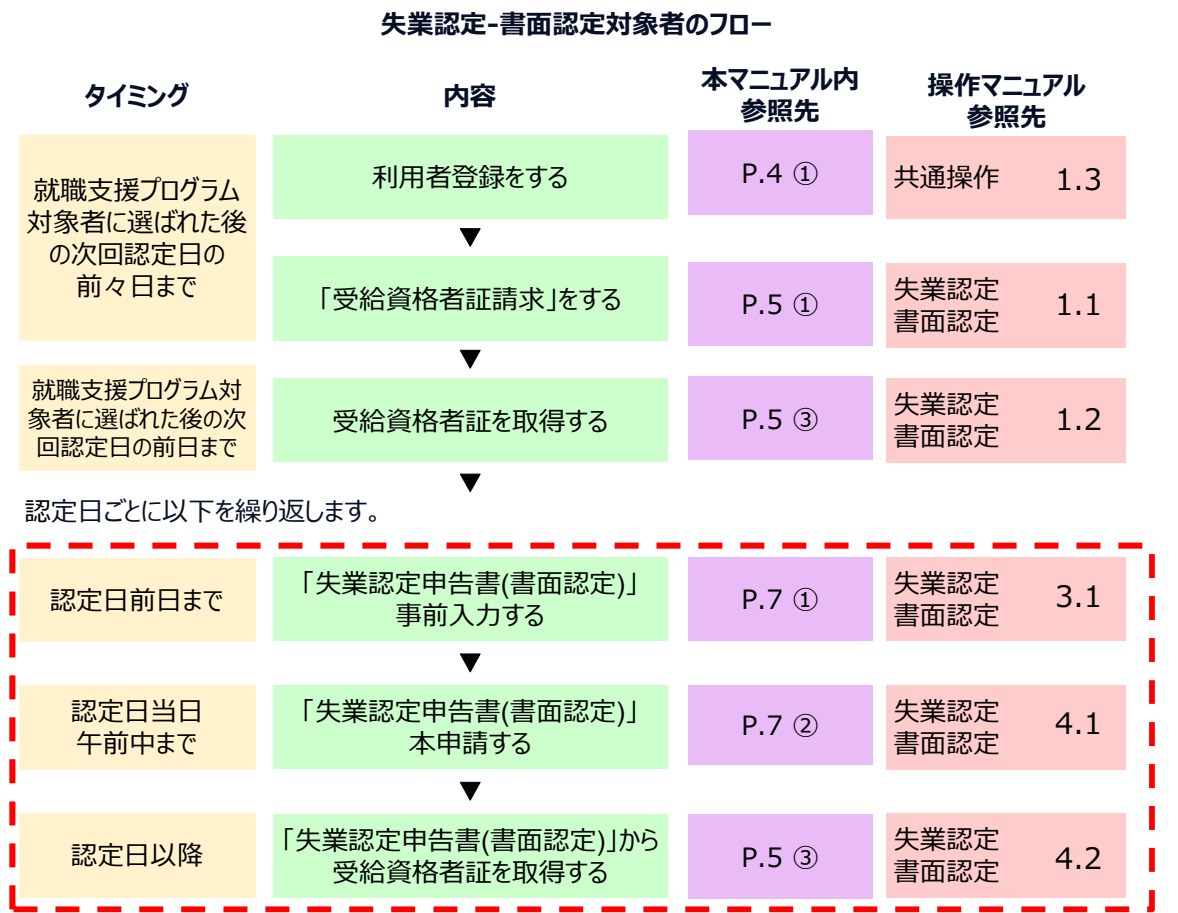 失業認定-書面認定対象者のフロー
タイミング
内容
本マニュアル内
参照先
操作マニュアル
参照先
就職支援プログラム
対象者に選ばれた後
の次回認定日の
前々日まで
利用者登録をする
P.4 ①
共通操作 1.3
▼
「受給資格者証請求」をする
P.5 ①
失業認定
書面認定
1.1
▼
就職支援プログラム対
象者に選ばれた後の次
回認定日の前日まで
受給資格者証を取得する
P.5 ③
失業認定
書面認定
1.2
▼
認定日ごとに以下を繰り返します。
認定日前日まで
「失業認定申告書(書面認定)」
事前入力する
P.7 ①
失業認定
書面認定
3.1
▼
認定日当日
午前中まで
「失業認定申告書(書面認定)」
本申請する
P.7 ②
失業認定
書面認定
4.1
▼
認定日以降
「失業認定申告書(書面認定)」から
受給資格者証を取得する
P.5 ③
失業認定
書面認定
4.2